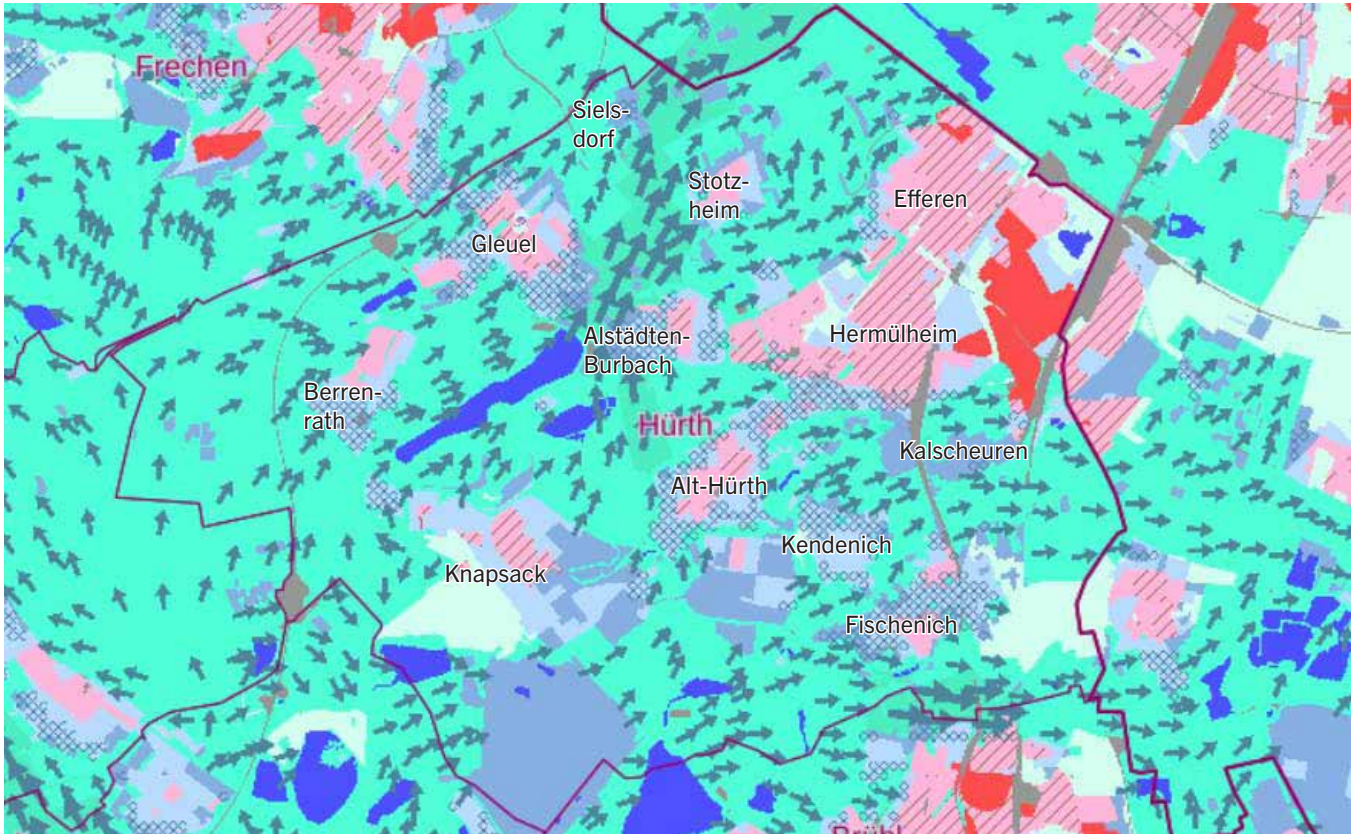 Frechen
Siels-
dorf
Stotz-
heim
Efferen
Gleuel
Alstädten-
Burbach
Hermülheim
Berren-
rath
Hürth
Kalscheuren
Alt-Hürth
Kendenich
Knapsack
Fischenich
Brühl